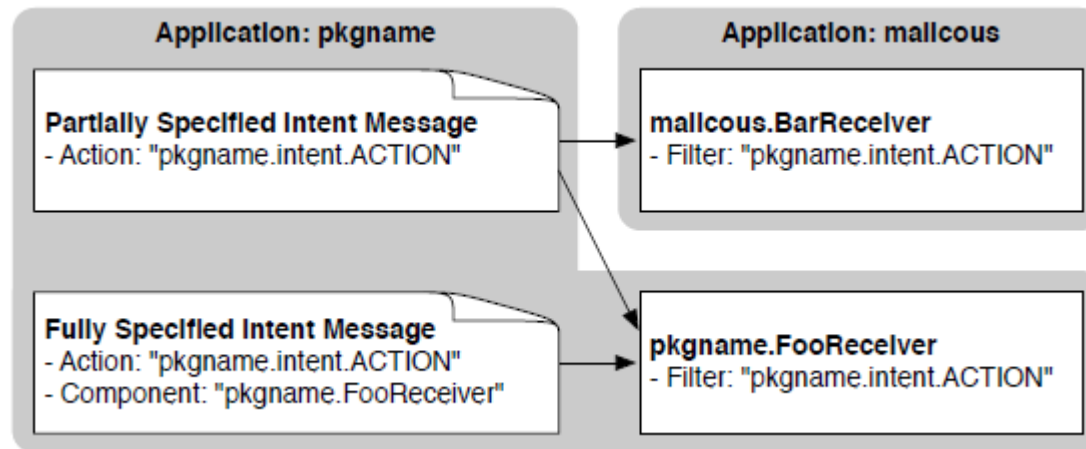 Application: pkgname
Application: malicous
Partially Specified Intent Message
- Action: "pkgname.intent.ACTION"
malicous.BarReceiver
- Filter: "pkgname.intent.ACTION"
Fully Specified Intent Message
- Action: "pkgname.intent.ACTION"
- Component: "pkgname.FooReceiver"
pkgname.FooReceiver
- Filter: "pkgname.intent.ACTION"